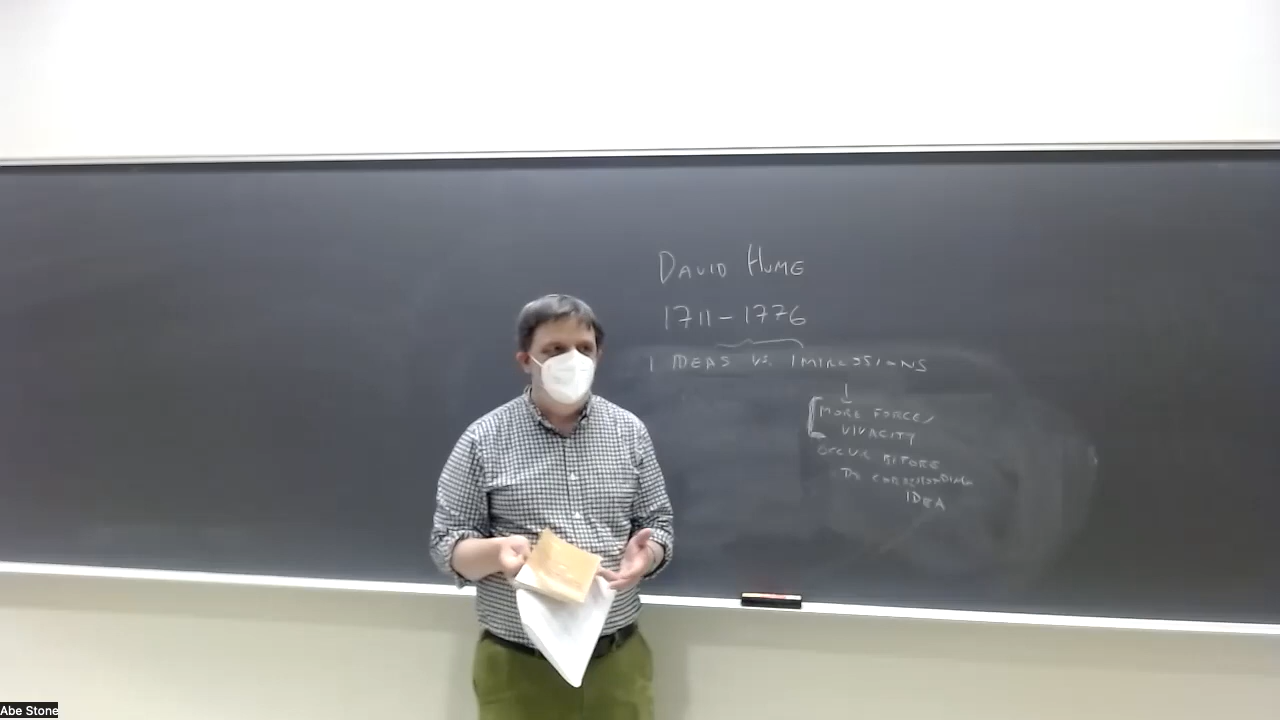 DAVID HUME
1711-1776
1 IDEAS VS. IMPRESSIONS
MORE FORCE/
VIVACITY
OCCUR BEFORE
THE CORRESPONDING
IDEA
Abe Stone